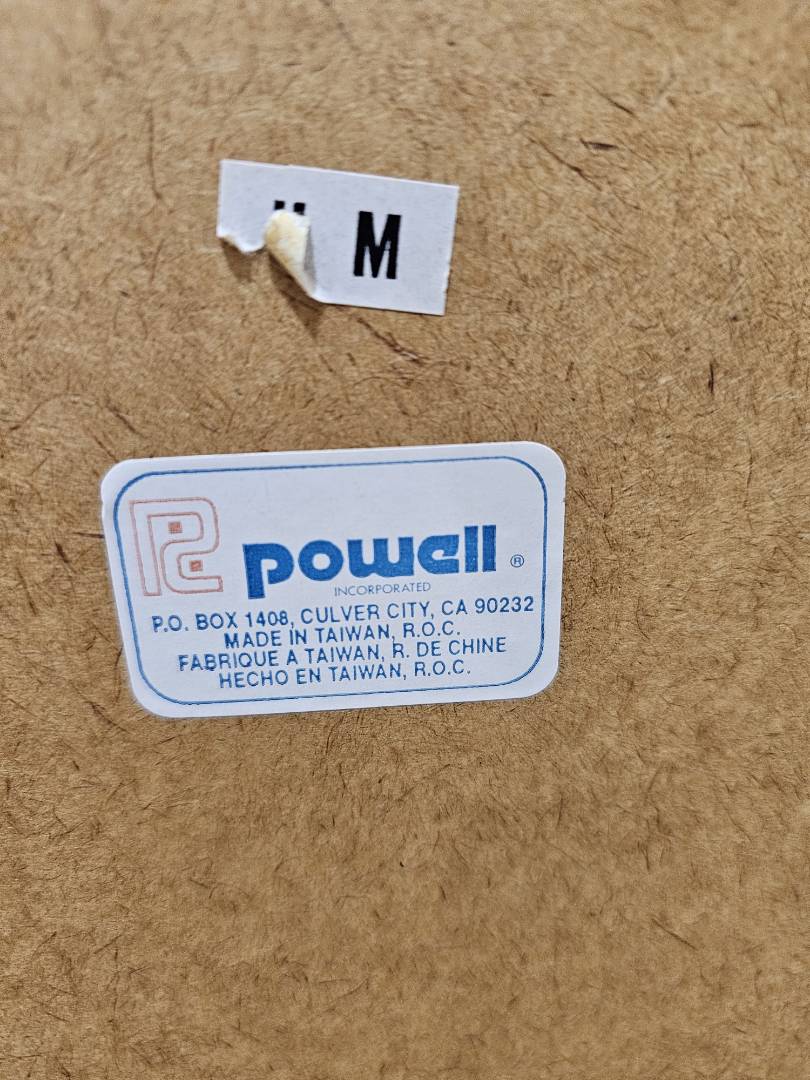 M
powell ®
INCORPORATED
P.O. BOX 1408, CULVER CITY, CA 90232
MADE IN TAIWAN, R.O.C.
FABRIQUE A TAIWAN, R. DE CHINE
HECHO EN TAIWAN, R.O.C.